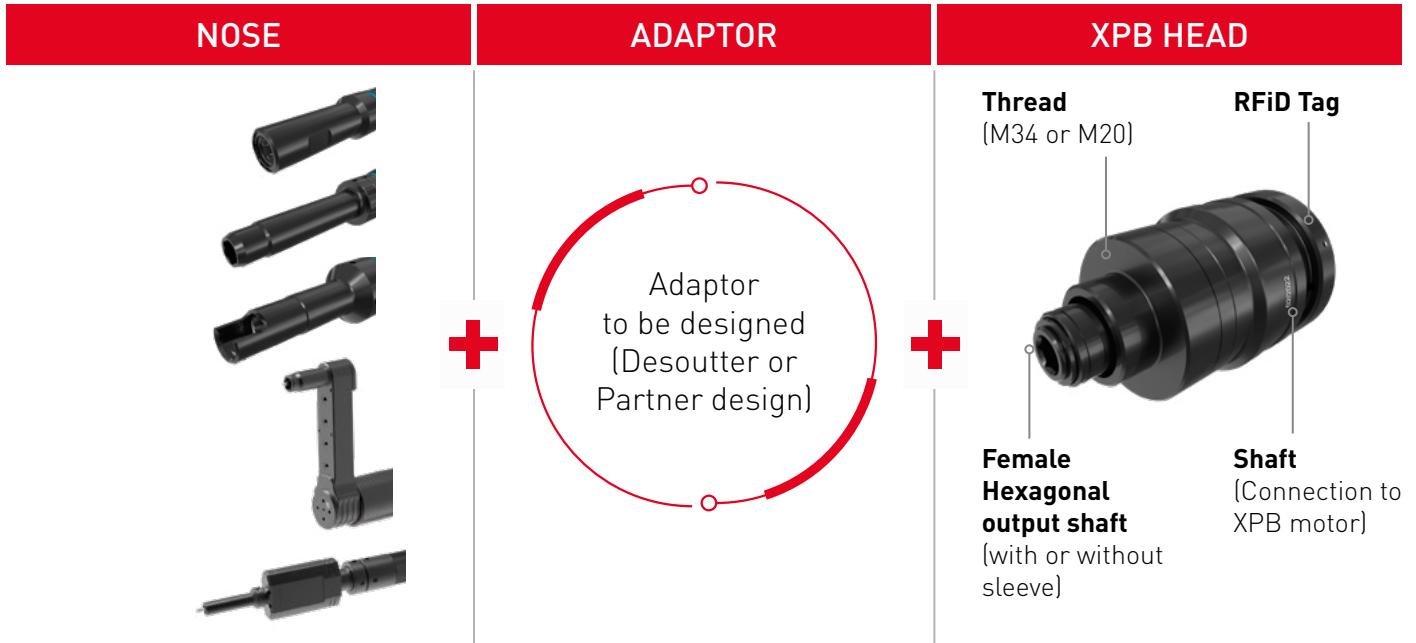 NOSE
ADAPTOR
XPB HEAD
Adaptor
to be designed
(Desoutter or
Partner design)
Thread
(M34 or M20)
RFiD Tag
Female
Hexagonal
output shaft
(with or without
sleeve)
Shaft
(Connection to
XPB motor)